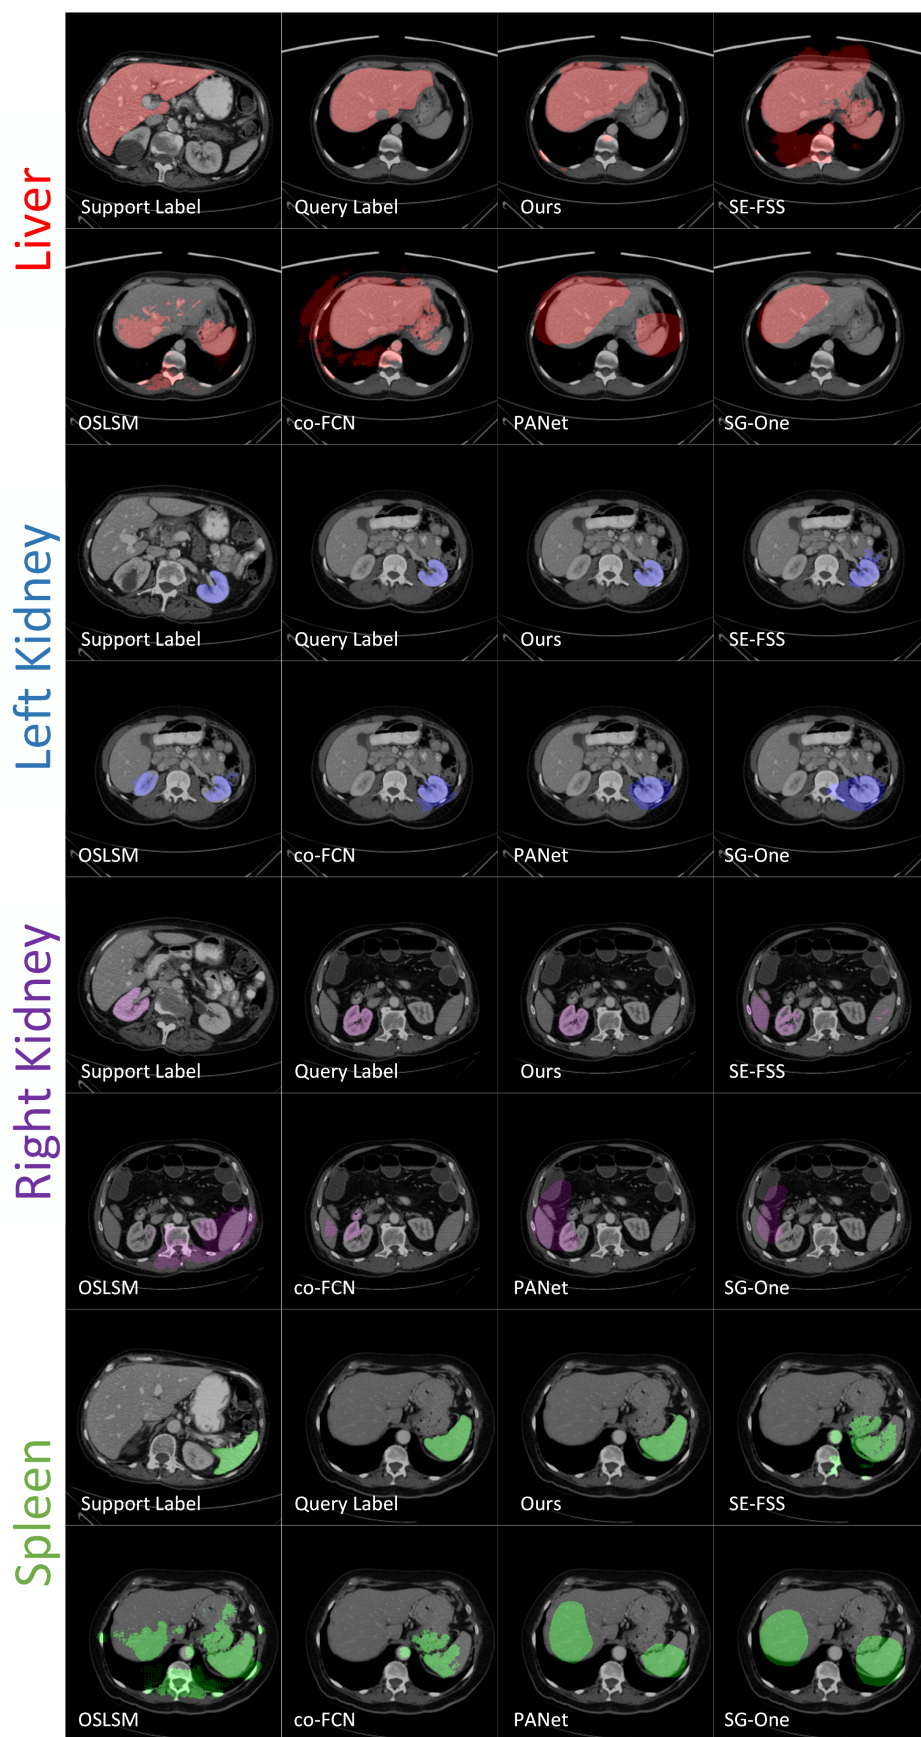 Liver
Support Label
Query Label
Ours
SE-FSS
OSLSM
co-FCN
PANet
SG-One
Left Kidney
Support Label
Query Label
Ours
SE-FSS
OSLSM
co-FCN
PANet
SG-One
Right Kidney
Support Label
Query Label
Ours
SE-FSS
OSLSM
co-FCN
PANet
SG-One
Spleen
Support Label
Query Label
Ours
SE-FSS
OSLSM
co-FCN
PANet
SG-One